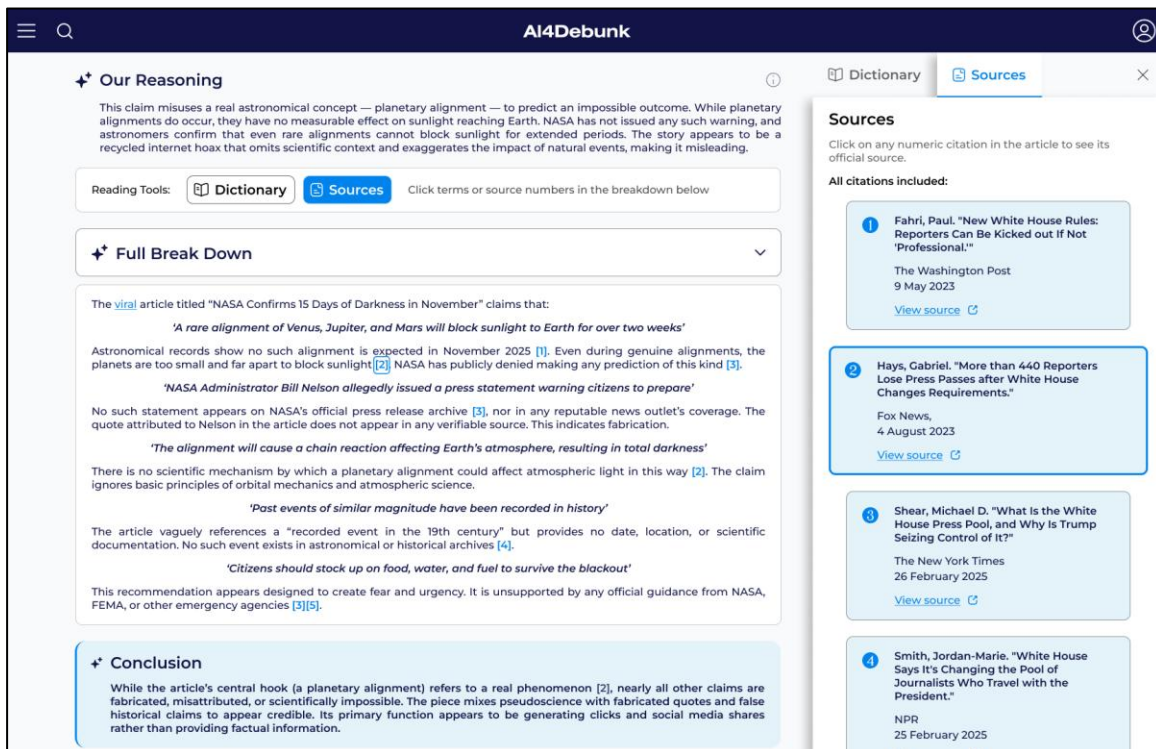 AI4Debunk
Our Reasoning
This claim misuses a real astronomical concept — planetary alignment — to predict an impossible outcome. While planetary
alignments do occur, they have no measurable effect on sunlight reaching Earth. NASA has not issued any such warning, and
astronomers confirm that even rare alignments cannot block sunlight for extended periods. The story appears to be a
recycled internet hoax that omits scientific context and exaggerates the impact of natural events, making it misleading.
Reading Tools: Dictionary Sources Click terms or source numbers in the breakdown below
Full Break Down
The viral article titled “NASA Confirms 15 Days of Darkness in November” claims that:
‘A rare alignment of Venus, Jupiter, and Mars will block sunlight to Earth for over two weeks’
Astronomical records show no such alignment is expected in November 2025 [1]. Even during genuine alignments, the
planets are too small and far apart to block sunlight [2]. NASA has publicly denied making any prediction of this kind [3].
‘NASA Administrator Bill Nelson allegedly issued a press statement warning citizens to prepare’
No such statement appears on NASA’s official press release archive [3], nor in any reputable news outlet’s coverage. The
quote attributed to Nelson in the article does not appear in any verifiable source. This indicates fabrication.
‘The alignment will cause a chain reaction affecting Earth’s atmosphere, resulting in total darkness’
There is no scientific mechanism by which a planetary alignment could affect atmospheric light in this way [2]. The claim
ignores basic principles of orbital mechanics and atmospheric science.
‘Past events of similar magnitude have been recorded in history’
The article vaguely references a “recorded event in the 19th century” but provides no date, location, or scientific
documentation. No such event exists in astronomical or historical archives [4].
‘Citizens should stock up on food, water, and fuel to survive the blackout’
This recommendation appears designed to create fear and urgency. It is unsupported by any official guidance from NASA,
FEMA, or other emergency agencies [3][5].
Conclusion
While the article’s central hook (a planetary alignment) refers to a real phenomenon [2], nearly all other claims are
fabricated, misattributed, or scientifically impossible. The piece mixes pseudoscience with fabricated quotes and false
historical claims to appear credible. Its primary function appears to be generating clicks and social media shares
rather than providing factual information.
Dictionary Sources
Sources
Click on any numeric citation in the article to see its
official source.
All citations included:
1 Fahri, Paul. "New White House Rules:
Reporters Can Be Kicked out If Not
'Professional.'"
The Washington Post
9 May 2023
View source
2 Hays, Gabriel. "More than 440 Reporters
Lose Press Passes after White House
Changes Requirements."
Fox News,
4 August 2023
View source
3 Shear, Michael D. "What Is the White
House Press Pool, and Why Is Trump
Seizing Control of It?"
The New York Times
26 February 2025
View source
4 Smith, Jordan-Marie. "White House
Says It's Changing the Pool of
Journalists Who Travel with the
President."
NPR
25 February 2025